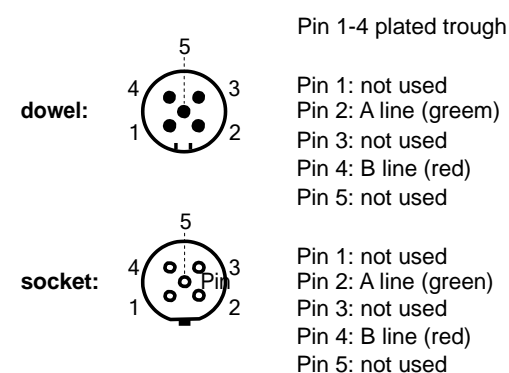 Pin 1-4 plated trough
5
4 3
dowel:
1 2
Pin 1: not used
Pin 2: A line (greem)
Pin 3: not used
Pin 4: B line (red)
Pin 5: not used
5
4 3
socket:
Pin
1 2
Pin 1: not used
Pin 2: A line (green)
Pin 3: not used
Pin 4: B line (red)
Pin 5: not used